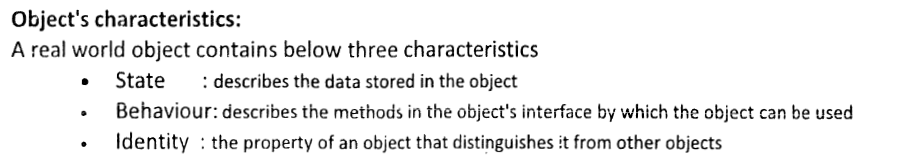 Object's characteristics:
A real world object contains below three characteristics
• State : describes the data stored in the object
• Behaviour: describes the methods in the object's interface by which the object can be used
• Identity : the property of an object that distinguishes it from other objects